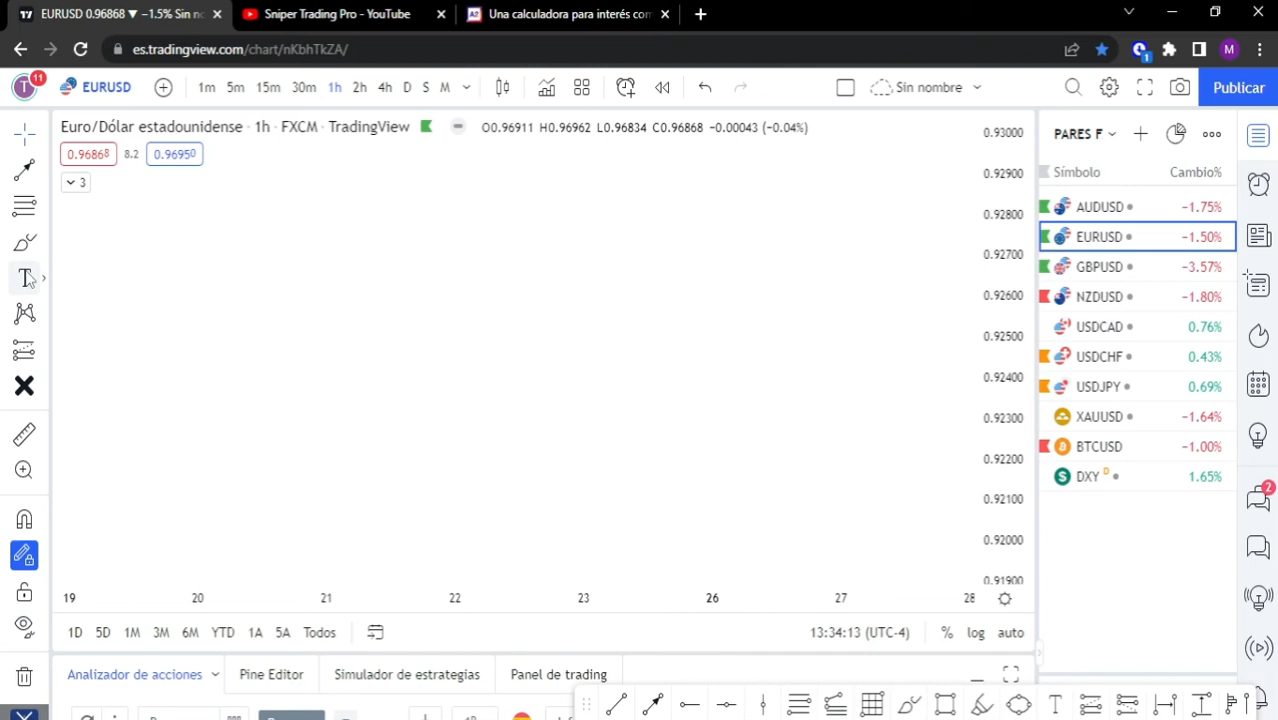 EURUSD 0.96868 ▼ −1.5% Sin no
Sniper Trading Pro - YouTube
Una calculadora para interés com
es.tradingview.com/chart/nKbhTkZA/
M
1
T
11
EURUSD
1m 5m 15m 30m 1h 2h 4h D S M
Sin nombre
Publicar
Euro/Dólar estadounidense · 1h · FXCM · TradingView
O0.96911 H0.96962 L0.96834 C0.96868 −0.00043 (−0.04%)
0.96868 8.2 0.96950
3
0.93000
0.92900
0.92800
0.92700
0.92600
0.92500
0.92400
0.92300
0.92200
0.92100
0.92000
0.91900
19 20 21 22 23 26 27 28
1D 5D 1M 3M 6M YTD 1A 5A Todos
13:34:13 (UTC-4) % log auto
Analizador de acciones Pine Editor Simulador de estrategias Panel de trading
PARES F
Símbolo Cambio%
AUDUSD −1.75%
EURUSD −1.50%
GBPUSD −3.57%
NZDUSD −1.80%
USDCAD 0.76%
USDCHF 0.43%
USDJPY 0.69%
XAUUSD −1.64%
BTCUSD −1.00%
DXY D 1.65%
2